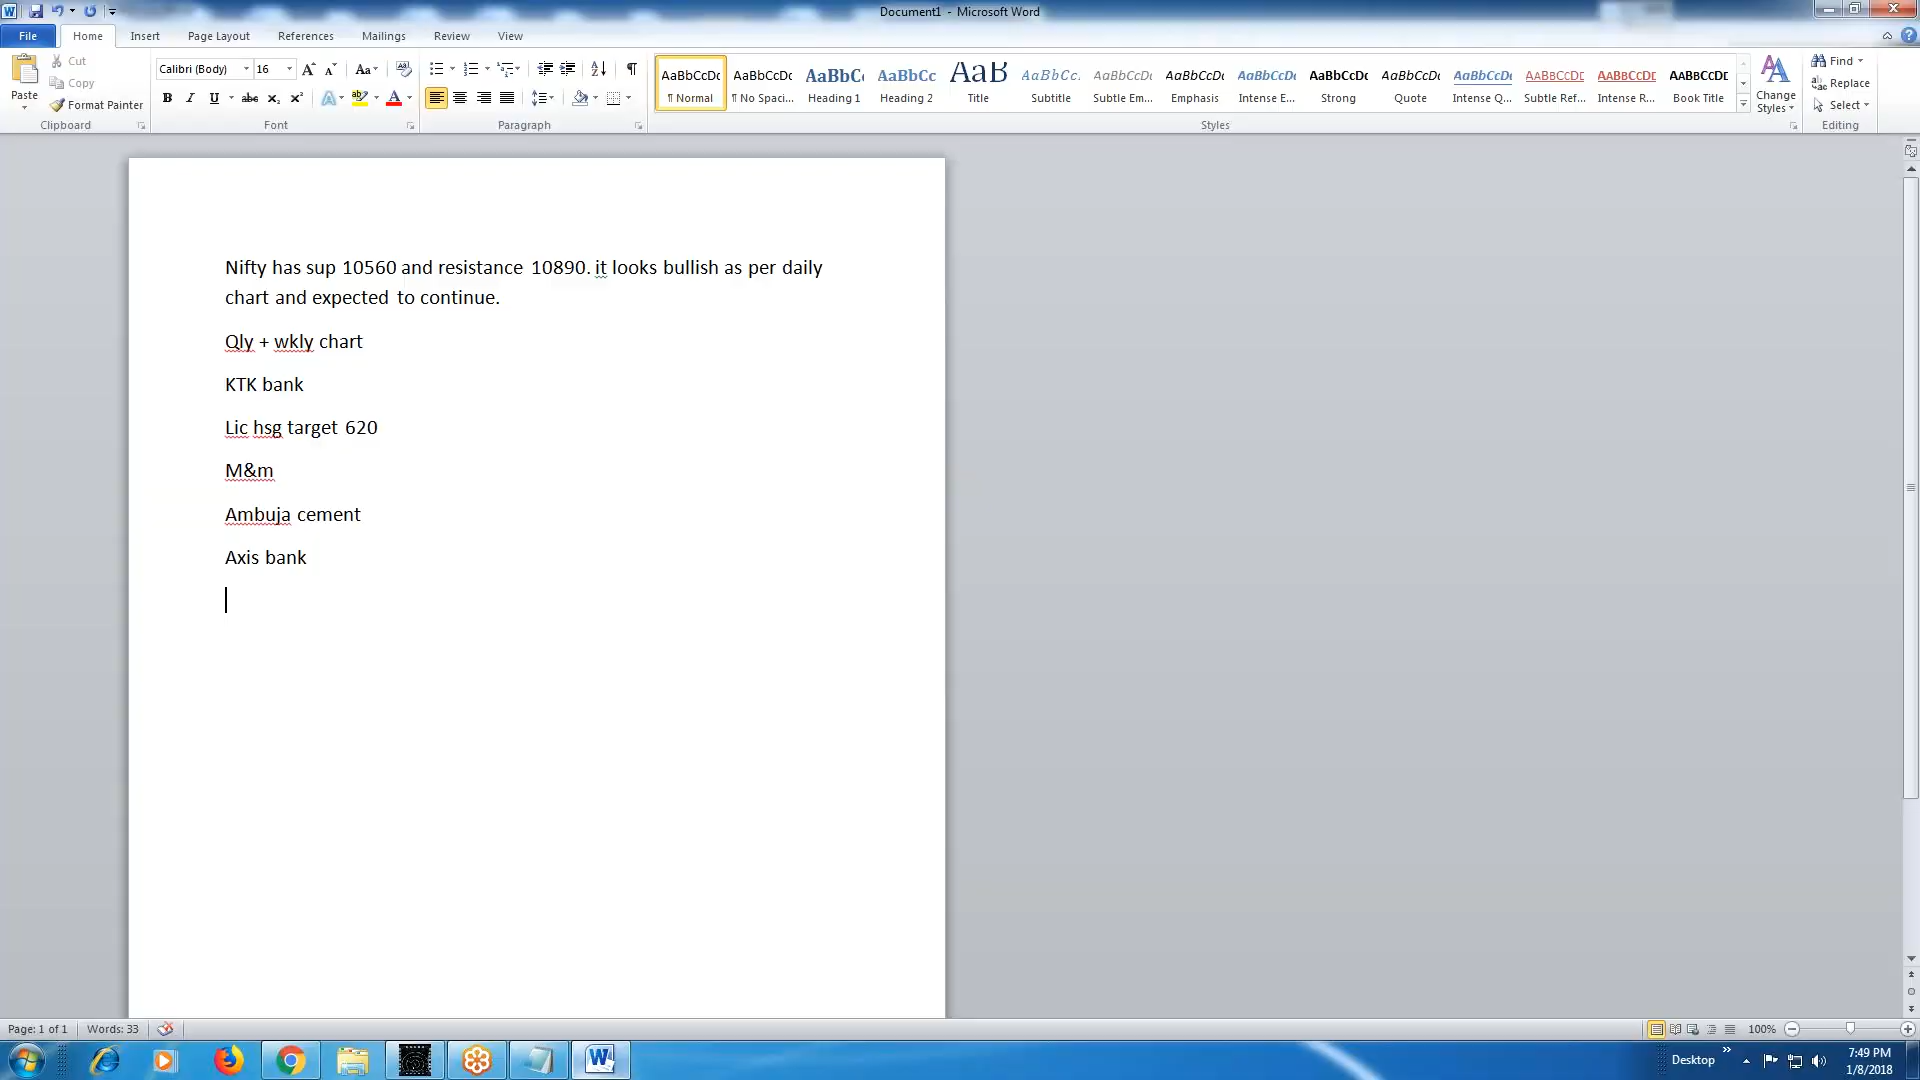 Document1 - Microsoft Word
File Home Insert Page Layout References Mailings Review View
Paste
Cut
Copy
Format Painter
Clipboard
Calibri (Body) 16
Font
Paragraph
AaBbCcDc AaBbCcDc AaBbC AaBbCc AaB AaBbCc. AaBbCcDc AaBbCcDc AaBbCcDc AaBbCcDc AaBbCcDc AaBbCcDc AABBCCDE AABBCCDE AABBCCDE
¶ Normal ¶ No Spaci... Heading 1 Heading 2 Title Subtitle Subtle Em... Emphasis Intense E... Strong Quote Intense Q... Subtle Ref... Intense R... Book Title
Styles
Change Styles
Find
Replace
Select
Editing
Nifty has sup 10560 and resistance 10890. it looks bullish as per daily
chart and expected to continue.
Qly + wkly chart
KTK bank
Lic hsg target 620
M&m
Ambuja cement
Axis bank
Page: 1 of 1 Words: 33
100%
Desktop
7:49 PM
1/8/2018